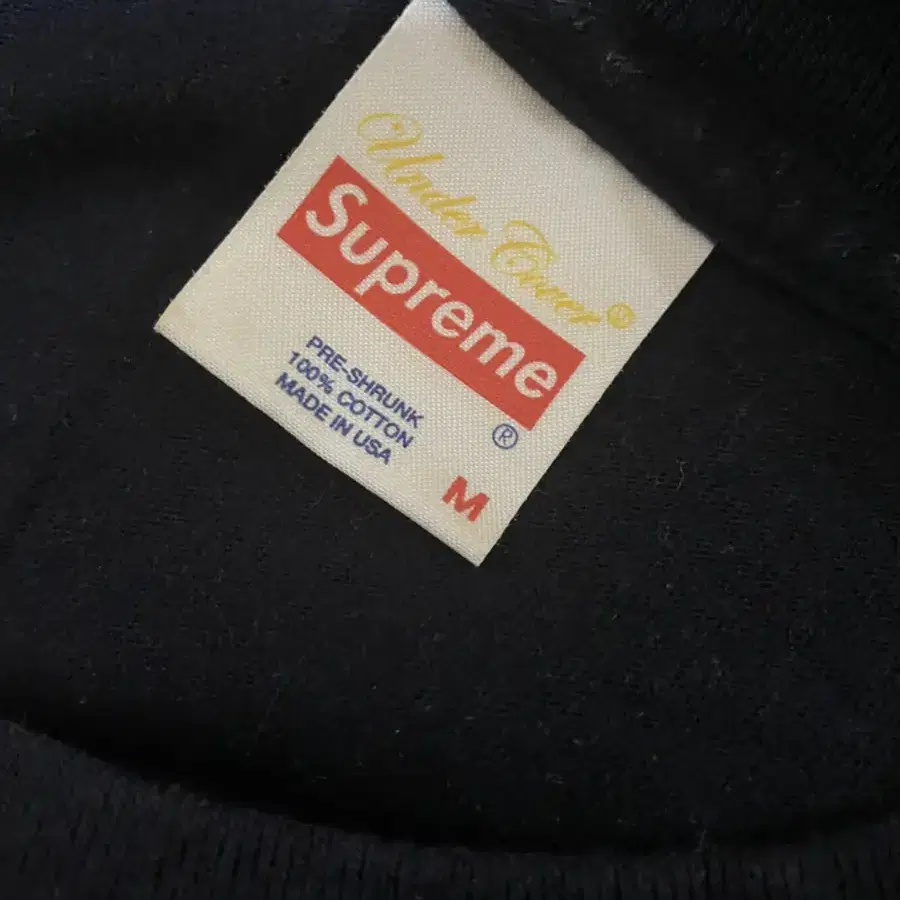 Under Cover®
Supreme
®
PRE-SHRUNK
100% COTTON
MADE IN USA
M